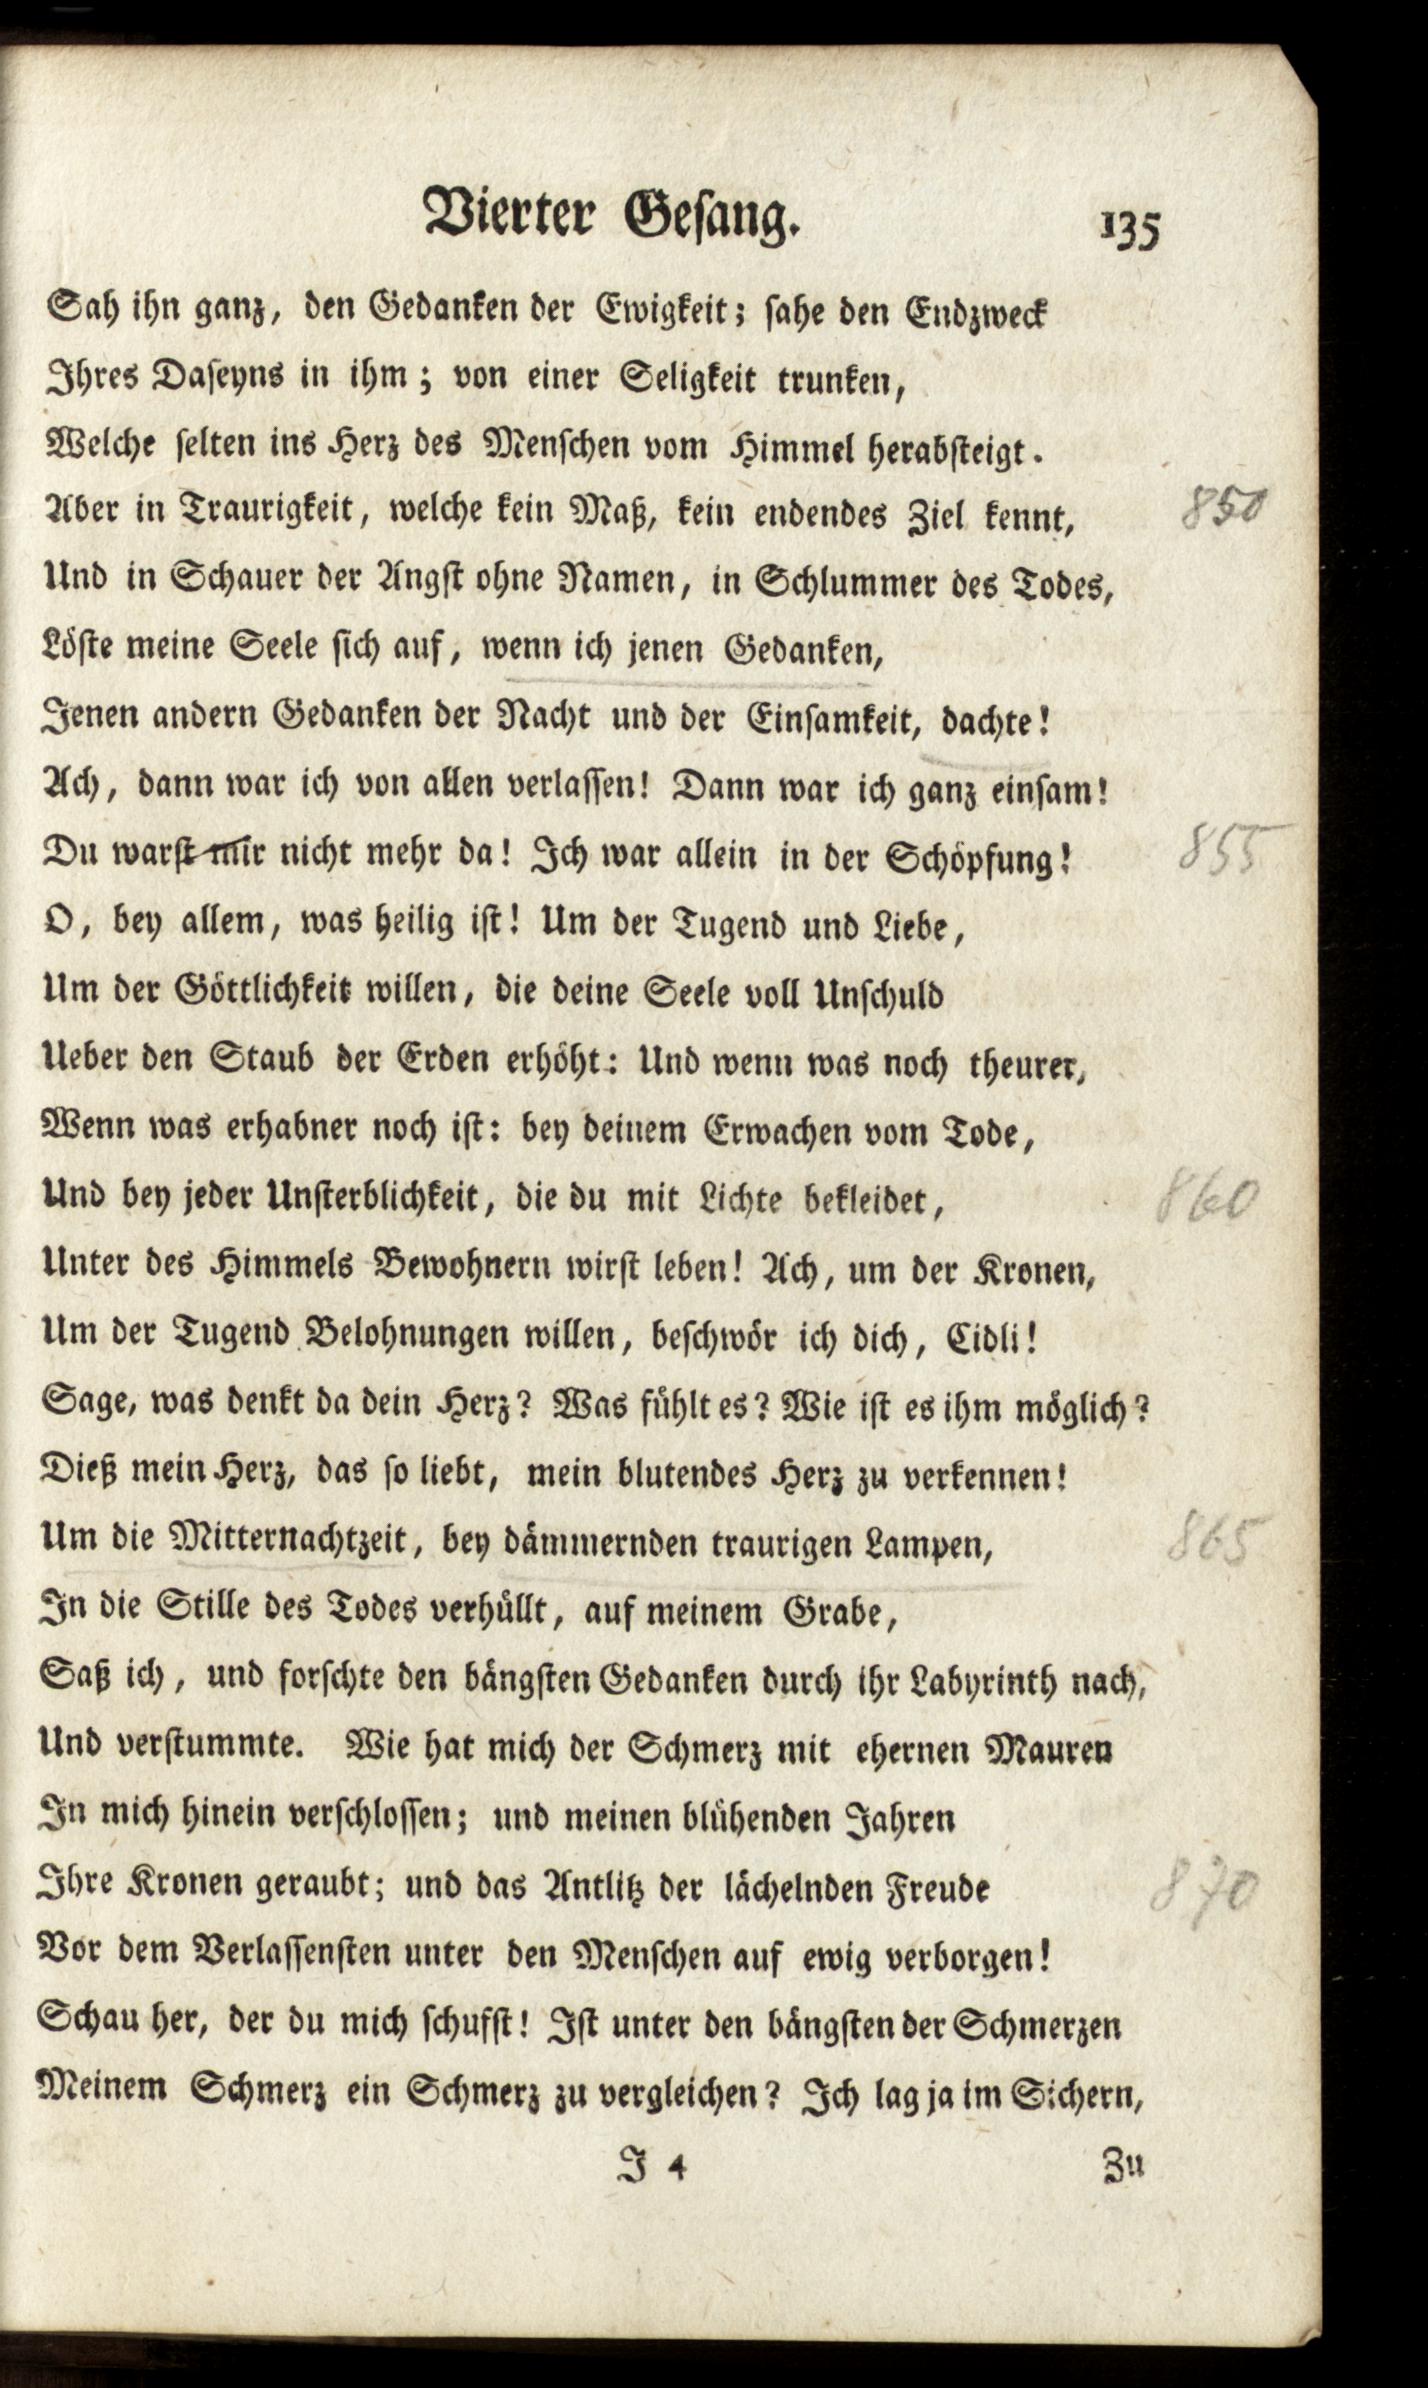 Vierter Gesang. 135
Sah ihn ganz, den Gedanken der Ewigkeit; sahe den Endzweck
Ihres Daseyns in ihm; von einer Seligkeit trunken,
Welche selten ins Herz des Menschen vom Himmel herabsteigt.
Aber in Traurigkeit, welche kein Maß, kein endendes Ziel kennt, 850
Und in Schauer der Angst ohne Namen, in Schlummer des Todes,
Löste meine Seele sich auf, wenn ich jenen Gedanken,
Jenen andern Gedanken der Nacht und der Einsamkeit, dachte!
Ach, dann war ich von allen verlassen! Dann war ich ganz einsam!
Du warst mir nicht mehr da! Ich war allein in der Schöpfung! 855
O, bey allem, was heilig ist! Um der Tugend und Liebe,
Um der Göttlichkeit willen, die deine Seele voll Unschuld
Ueber den Staub der Erden erhöht: Und wenn was noch theurer,
Wenn was erhabner noch ist: bey deinem Erwachen vom Tode,
Und bey jeder Unsterblichkeit, die du mit Lichte bekleidet, 860
Unter des Himmels Bewohnern wirst leben! Ach, um der Kronen,
Um der Tugend Belohnungen willen, beschwör ich dich, Cidli!
Sage, was denkt da dein Herz? Was fühlt es? Wie ist es ihm möglich?
Dieß mein Herz, das so liebt, mein blutendes Herz zu verkennen!
Um die Mitternachtzeit, bey dämmernden traurigen Lampen, 865
In die Stille des Todes verhüllt, auf meinem Grabe,
Saß ich, und forschte den bängsten Gedanken durch ihr Labyrinth nach,
Und verstummte. Wie hat mich der Schmerz mit ehernen Mauren
In mich hinein verschlossen; und meinen blühenden Jahren
Ihre Kronen geraubt; und das Antlitz der lächelnden Freude 870
Vor dem Verlassensten unter den Menschen auf ewig verborgen!
Schau her, der du mich schufst! Ist unter den bängsten der Schmerzen
Meinem Schmerz ein Schmerz zu vergleichen? Ich lag ja im Sichern,
J 4 Zu